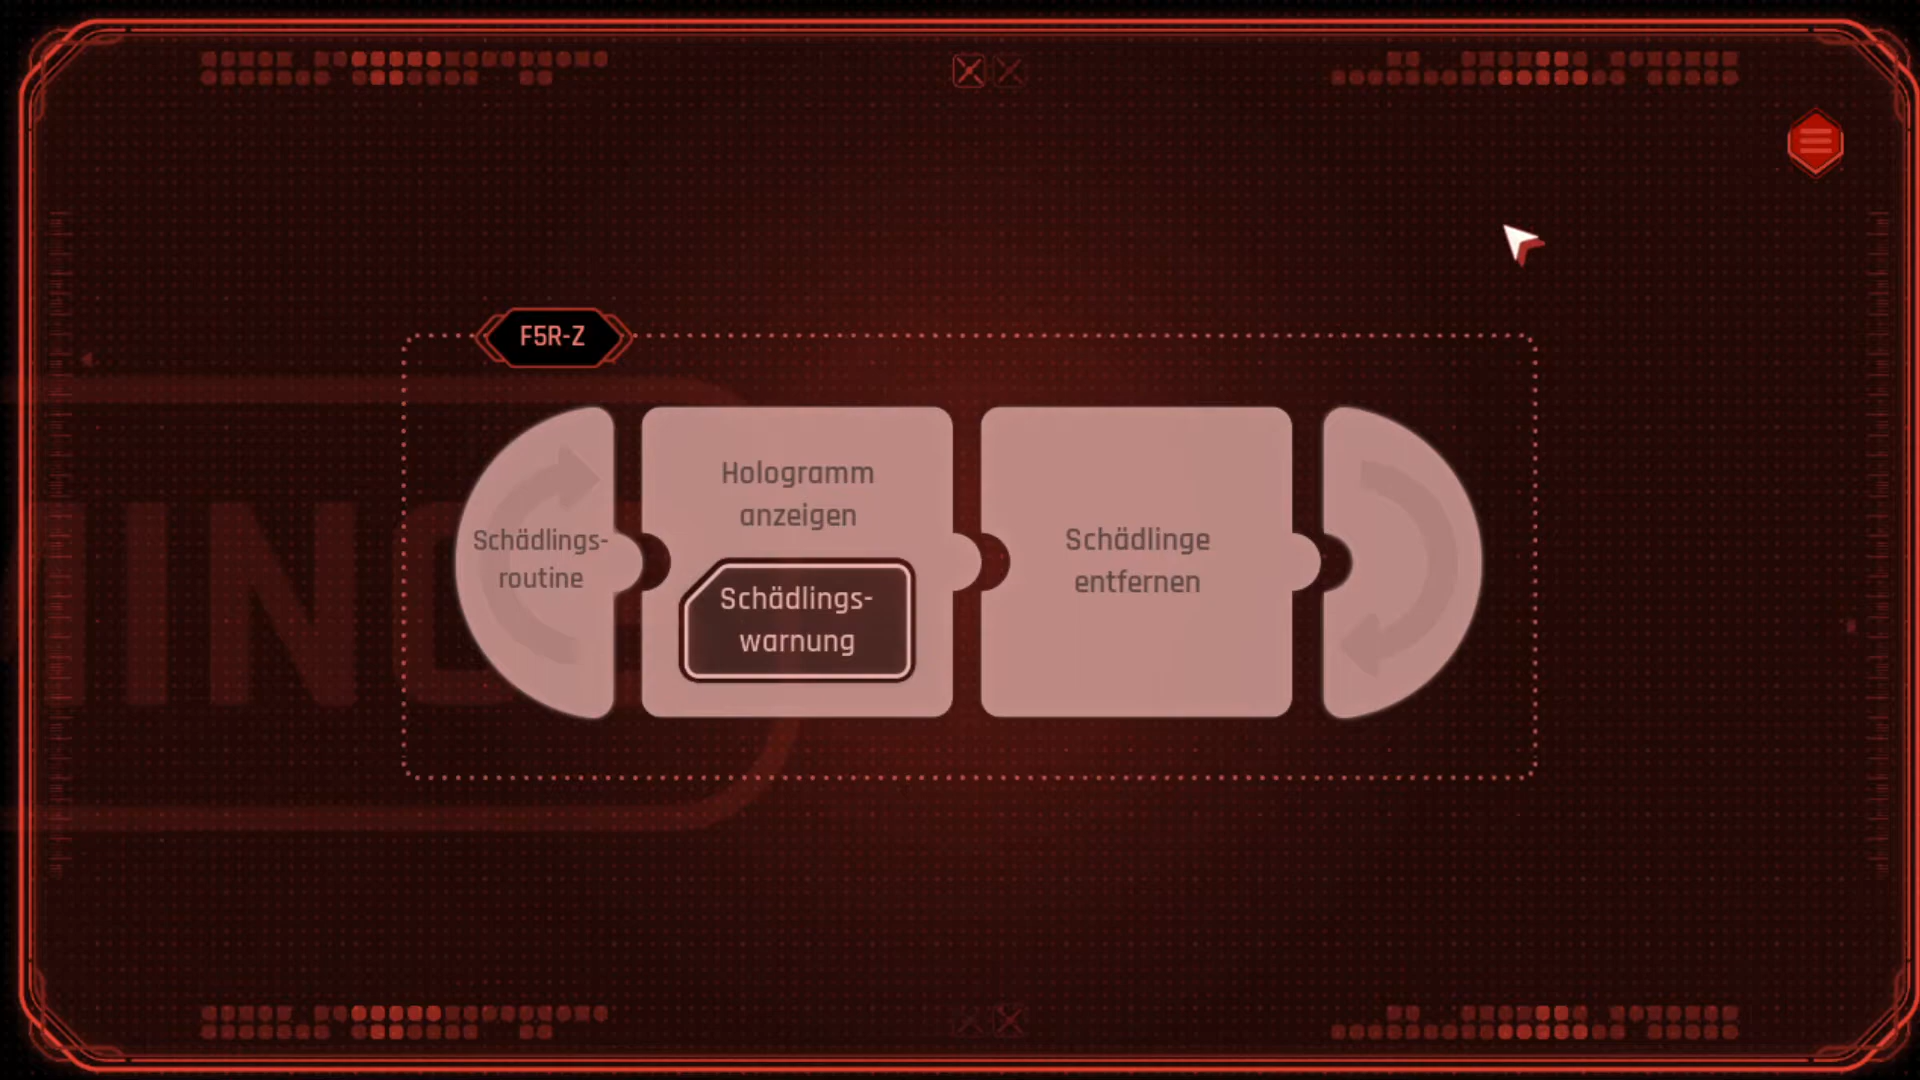 F5R-Z
Schädlings-
routine
Hologramm
anzeigen
Schädlings-
warnung
Schädlinge
entfernen